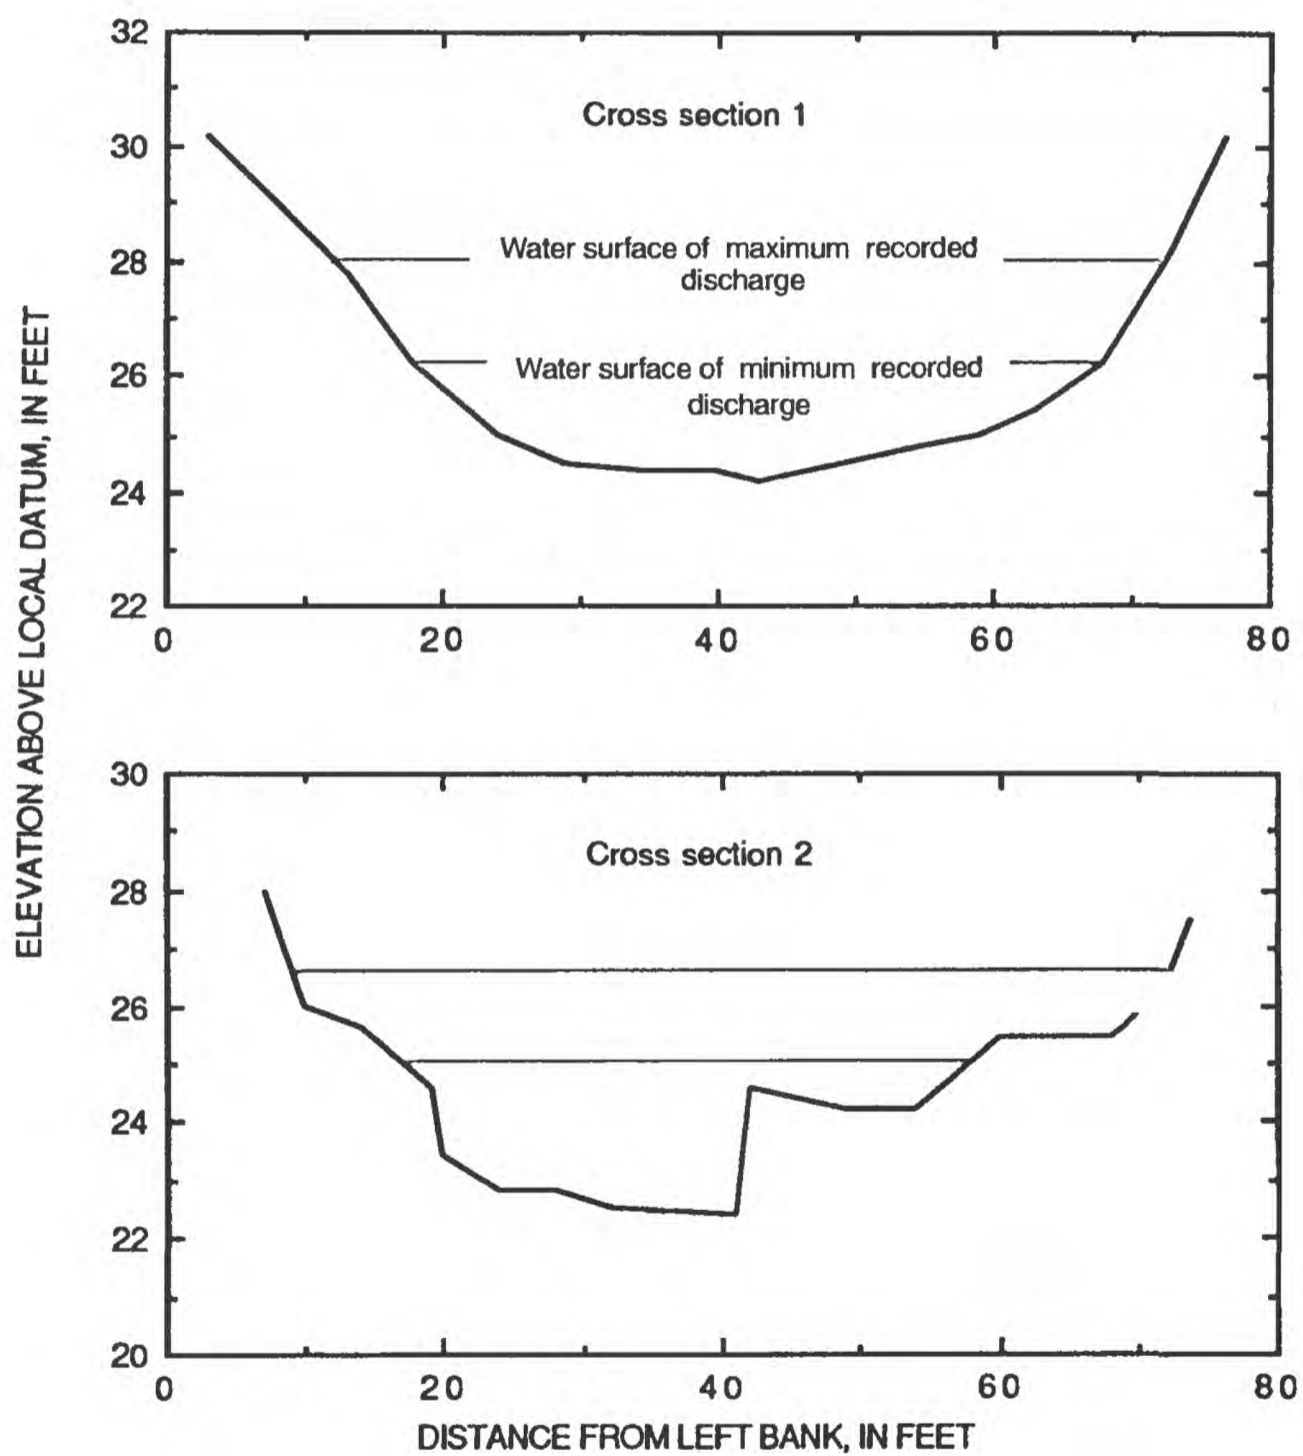 ELEVATION ABOVE LOCAL DATUM, IN FEET
32
30
28
26
24
22
0 20 40 60 80
Cross section 1
Water surface of maximum recorded
discharge
Water surface of minimum recorded
discharge
30
28
26
24
22
20
0 20 40 60 80
Cross section 2
DISTANCE FROM LEFT BANK, IN FEET